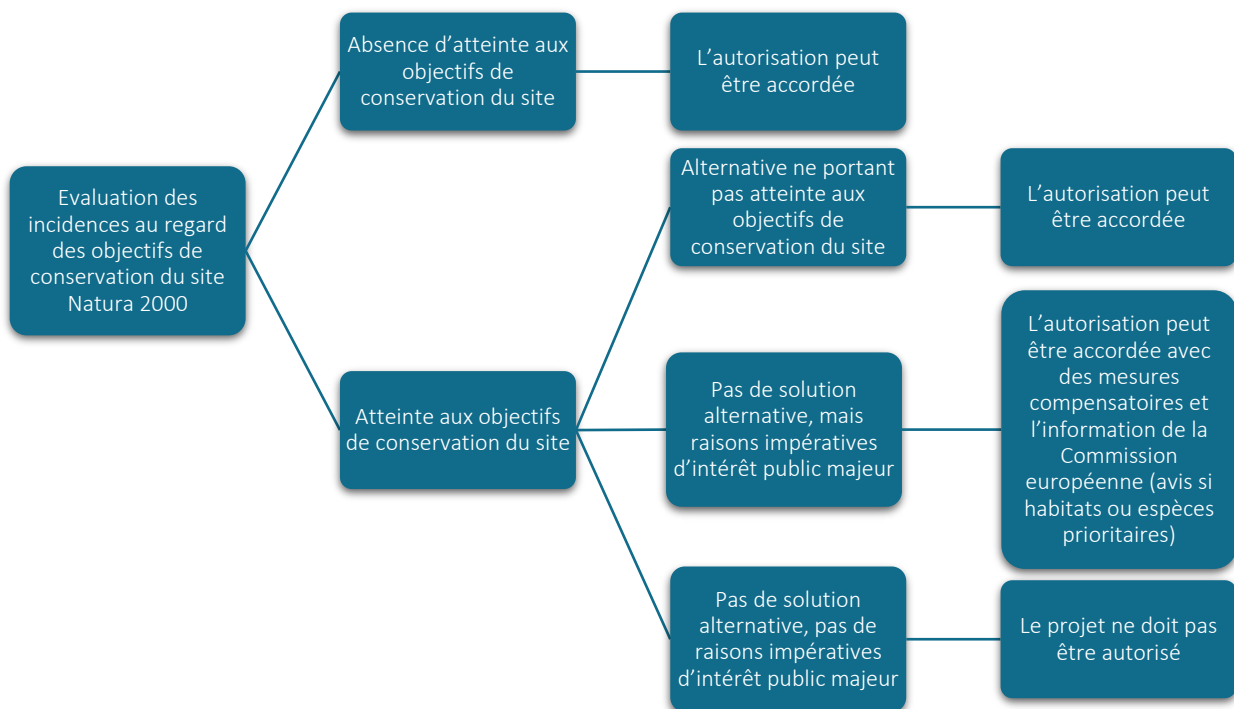 Evaluation des
incidences au regard
des objectifs de
conservation du site
Natura 2000
Absence d’atteinte aux
objectifs de
conservation du site
L’autorisation peut
être accordée
Atteinte aux objectifs
de conservation du site
Alternative ne portant
pas atteinte aux
objectifs de
conservation du site
L’autorisation peut
être accordée
Pas de solution
alternative, mais
raisons impératives
d’intérêt public majeur
L’autorisation peut
être accordée avec
des mesures
compensatoires et
l’information de la
Commission
européenne (avis si
habitats ou espèces
prioritaires)
Pas de solution
alternative, pas de
raisons impératives
d’intérêt public majeur
Le projet ne doit pas
être autorisé